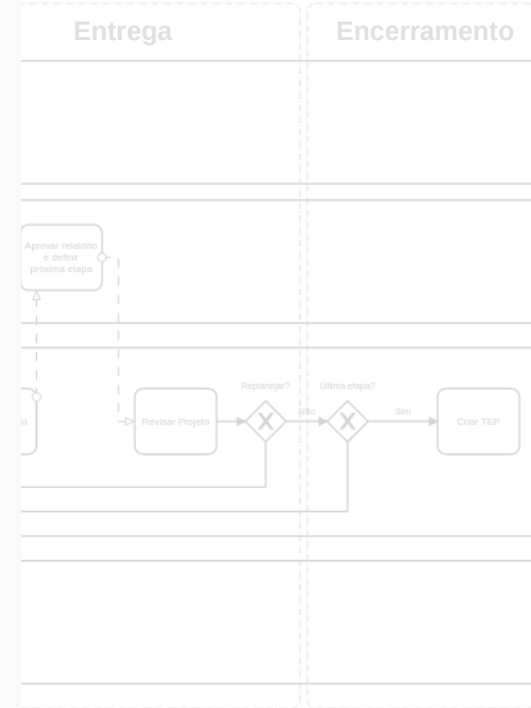 Entrega
Encerramento
Aprovar relatório
e definir
próxima etapa
Replanejar?
Última etapa?
o
Revisar Projeto
Não
Sim
Criar TEP